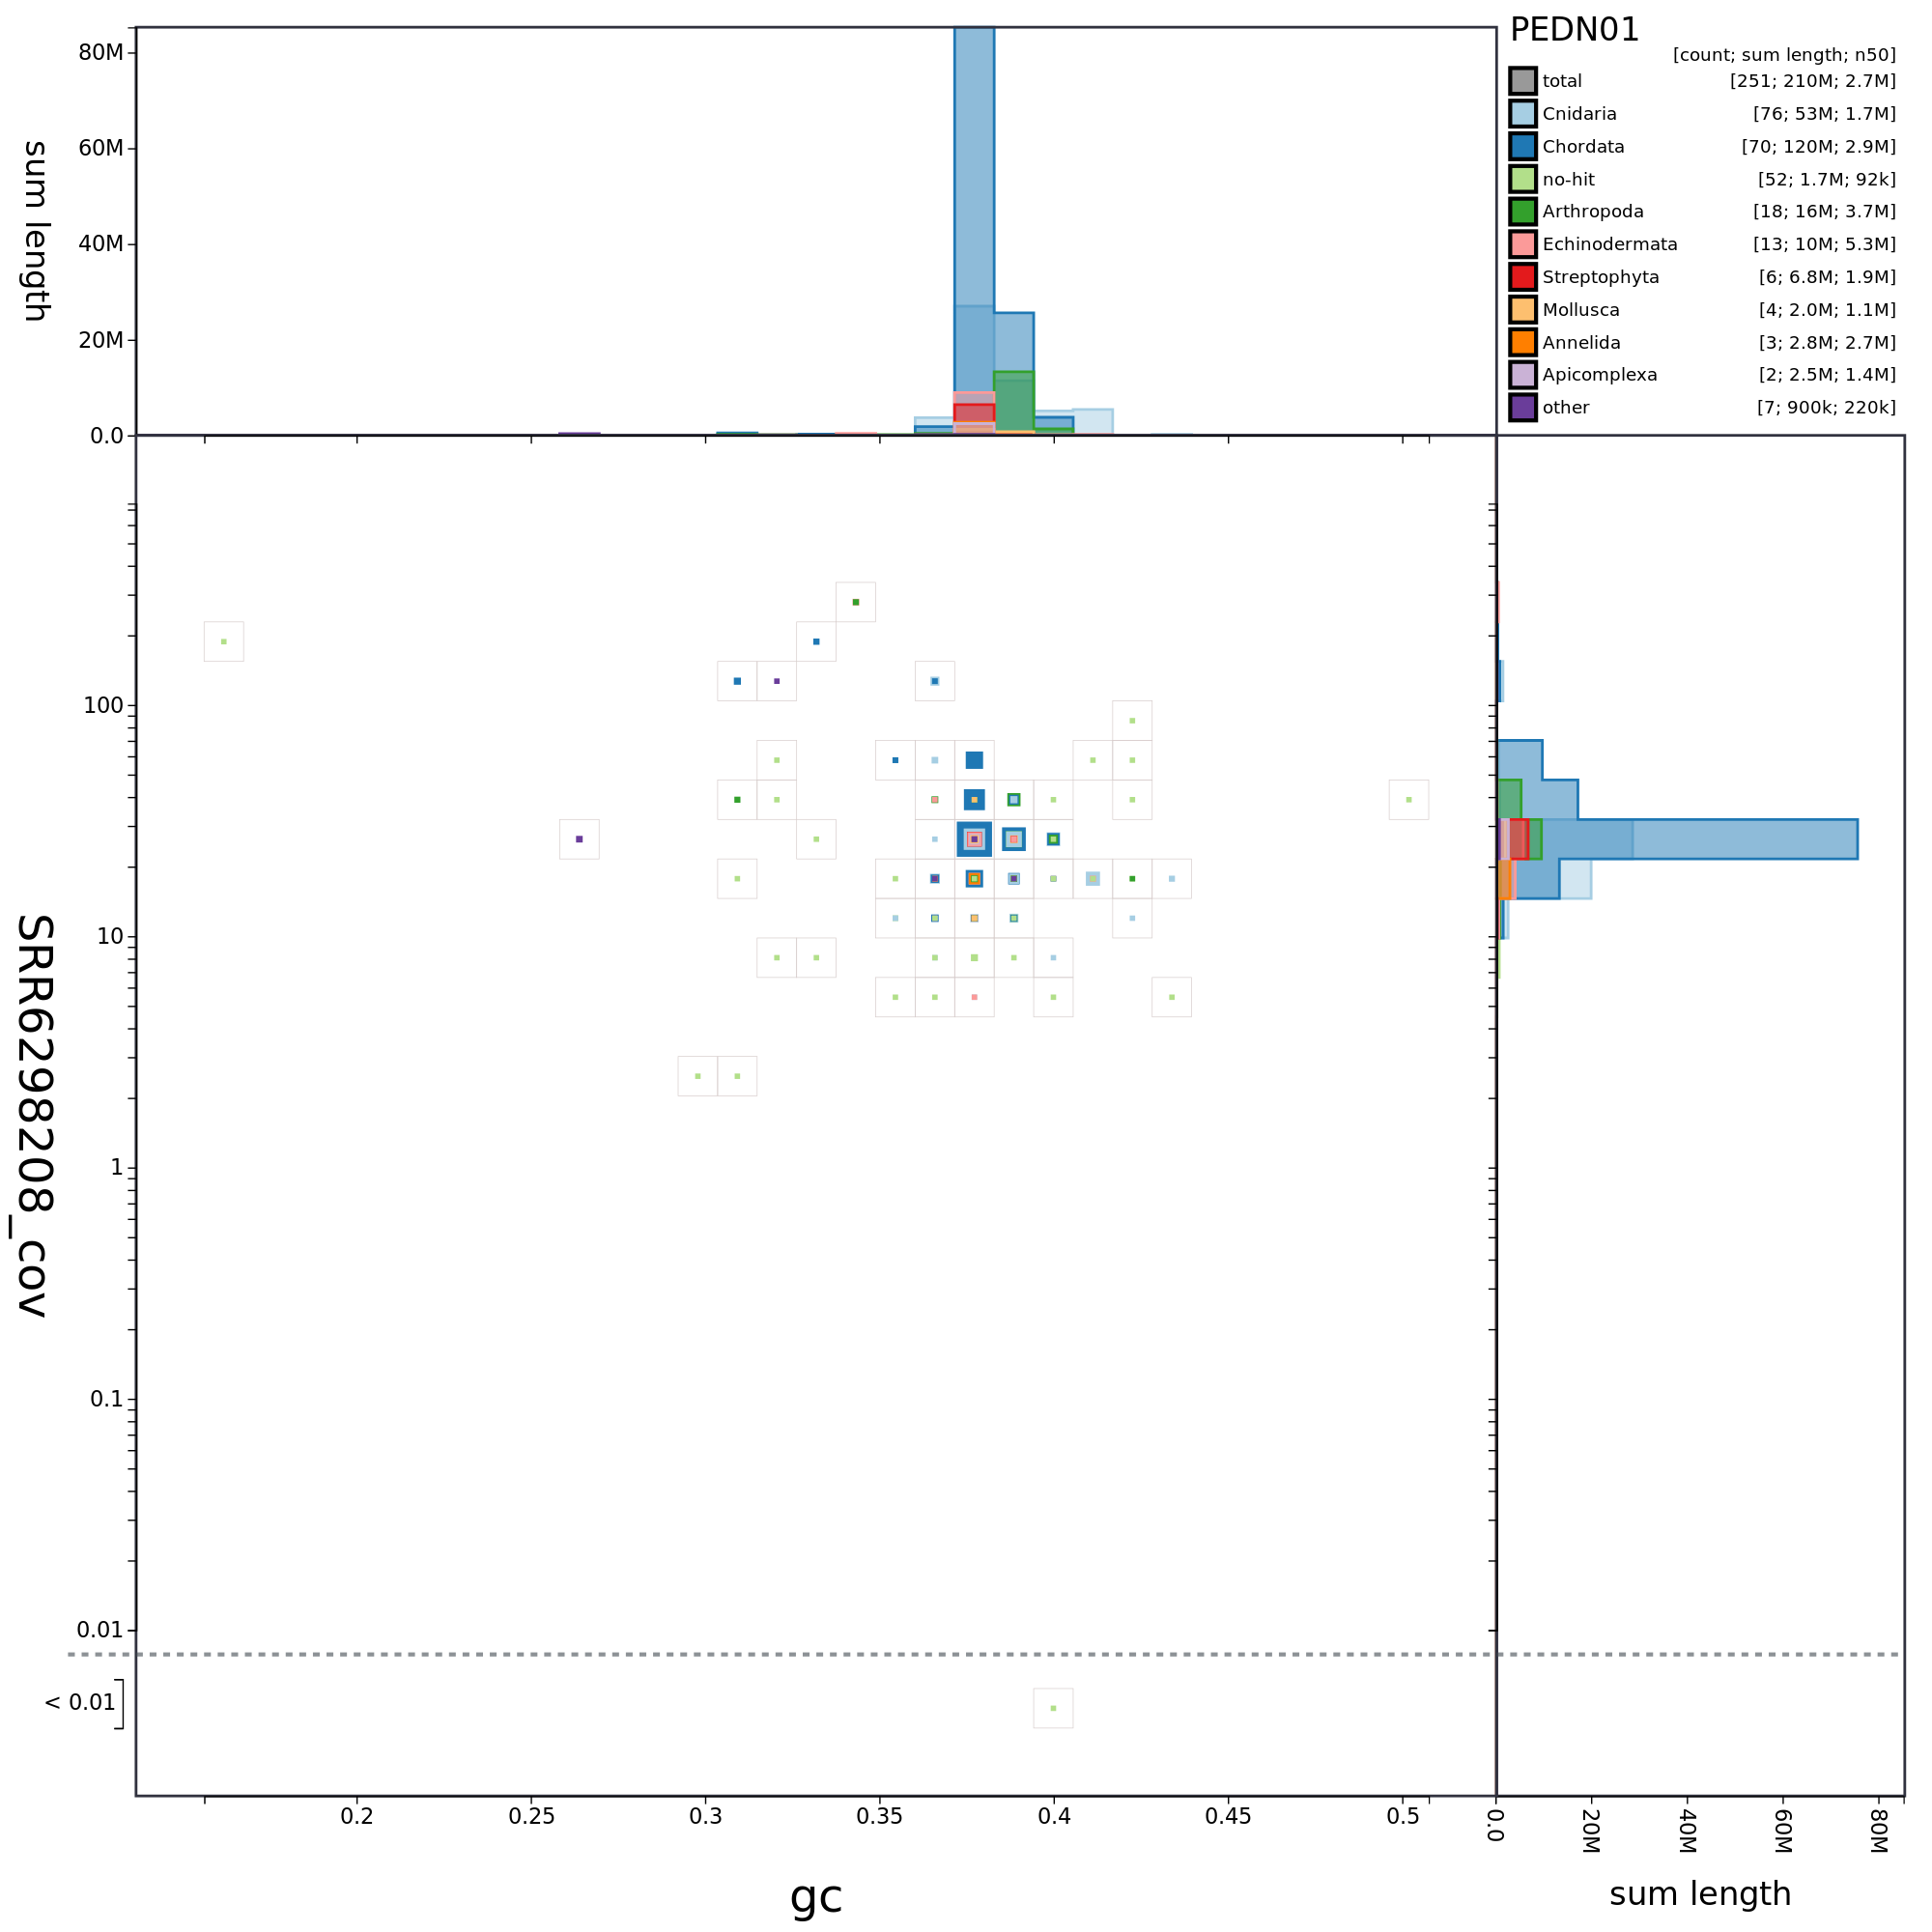 PEDN01
[count; sum length; n50]
total [251; 210M; 2.7M]
Cnidaria [76; 53M; 1.7M]
Chordata [70; 120M; 2.9M]
no-hit [52; 1.7M; 92k]
Arthropoda [18; 16M; 3.7M]
Echinodermata [13; 10M; 5.3M]
Streptophyta [6; 6.8M; 1.9M]
Mollusca [4; 2.0M; 1.1M]
Annelida [3; 2.8M; 2.7M]
Apicomplexa [2; 2.5M; 1.4M]
other [7; 900k; 220k]
sum length
80M
60M
40M
20M
0.0
SRR6298208_cov
100
10
1
0.1
0.01
< 0.01
0.2 0.25 0.3 0.35 0.4 0.45 0.5
gc
0.0 20M 40M 60M 80M
sum length